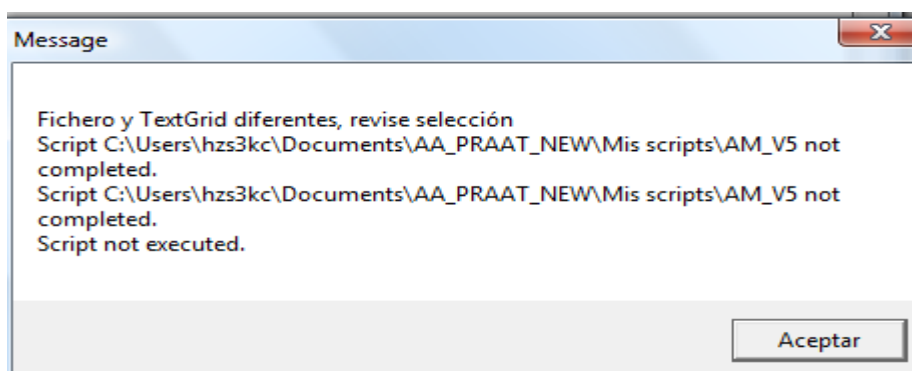 Message
Fichero y TextGrid diferentes, revise selección
Script C:\Users\hzs3kc\Documents\AA_PRAAT_NEW\Mis scripts\AM_V5 not
completed.
Script C:\Users\hzs3kc\Documents\AA_PRAAT_NEW\Mis scripts\AM_V5 not
completed.
Script not executed.
Aceptar